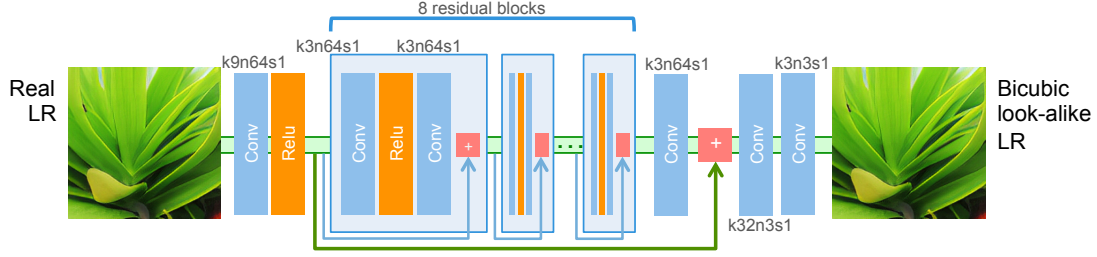 8 residual blocks
k3n64s1
k3n64s1
k9n64s1
k3n64s1
k3n3s1
Real
LR
Conv
Relu
Conv
Relu
Conv
+
...
Conv
+
Conv
Conv
Bicubic
look-alike
LR
k32n3s1